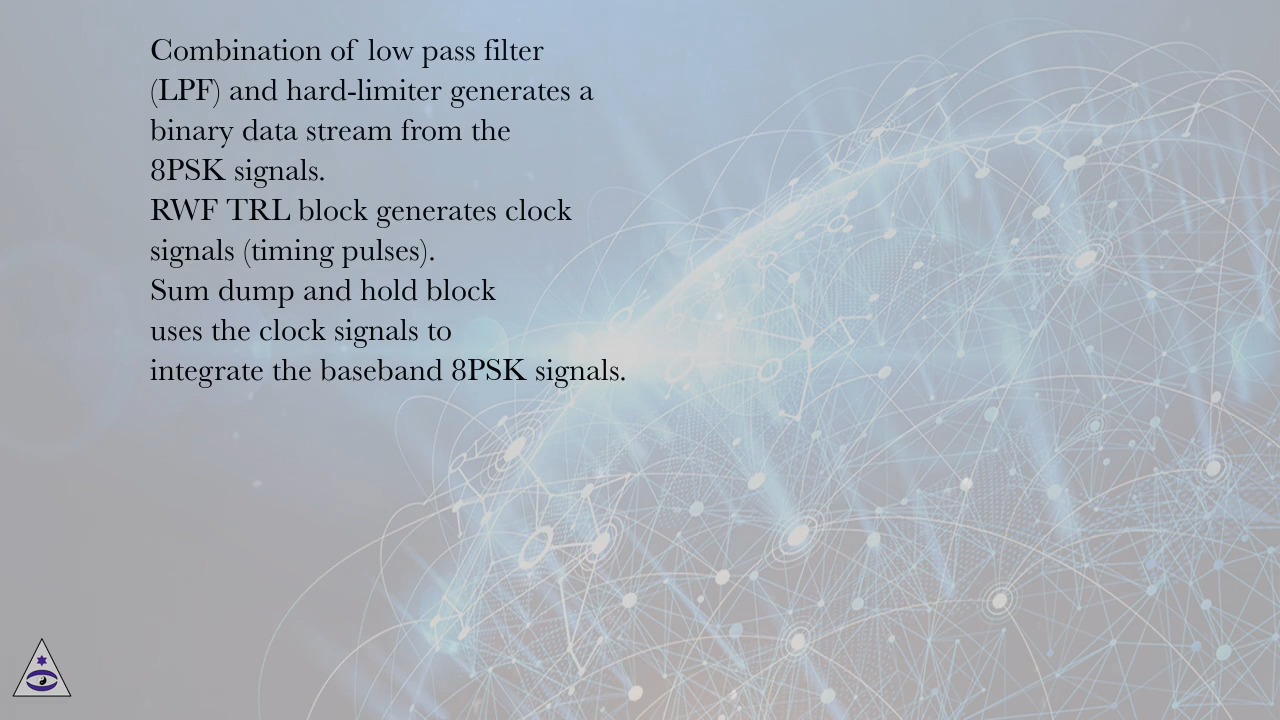 Combination of low pass filter
(LPF) and hard-limiter generates a
binary data stream from the
8PSK signals.
RWF TRL block generates clock
signals (timing pulses).
Sum dump and hold block
uses the clock signals to
integrate the baseband 8PSK signals.